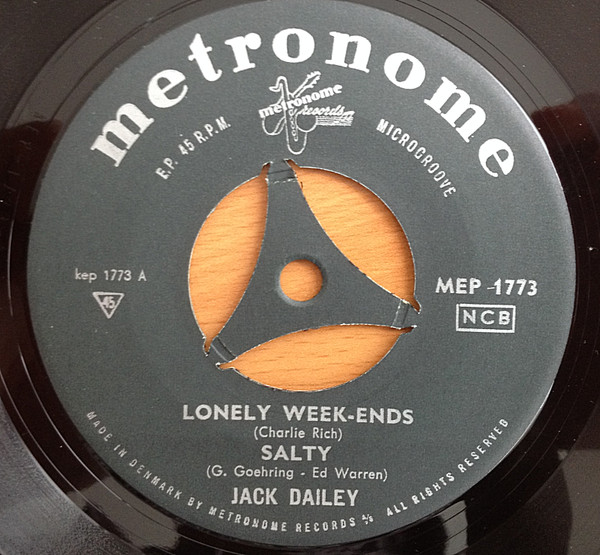 metronome
metronome
records
E.P. 45 R.P.M.
MICROGROOVE
kep 1773 A
45
MEP-1773
NCB
LONELY WEEK-ENDS
(Charlie Rich)
SALTY
(G. Goehring - Ed Warren)
JACK DAILEY
MADE IN DENMARK BY METRONOME RECORDS A/S ALL RIGHTS RESERVED